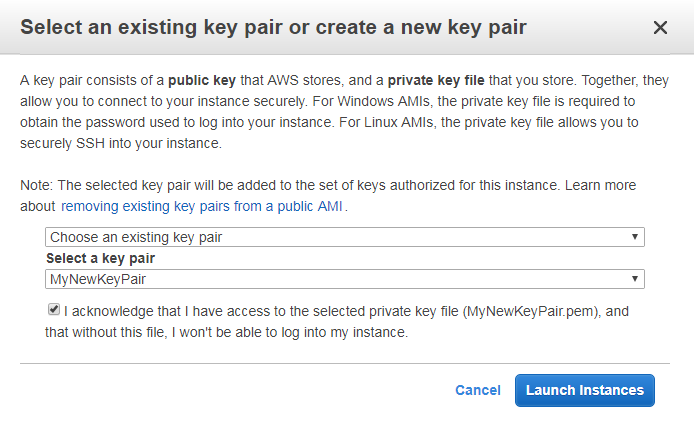 Select an existing key pair or create a new key pair
A key pair consists of a public key that AWS stores, and a private key file that you store. Together, they
allow you to connect to your instance securely. For Windows AMIs, the private key file is required to
obtain the password used to log into your instance. For Linux AMIs, the private key file allows you to
securely SSH into your instance.
Note: The selected key pair will be added to the set of keys authorized for this instance. Learn more
about removing existing key pairs from a public AMI.
Choose an existing key pair
Select a key pair
MyNewKeyPair
I acknowledge that I have access to the selected private key file (MyNewKeyPair.pem), and
that without this file, I won't be able to log into my instance.
Cancel Launch Instances